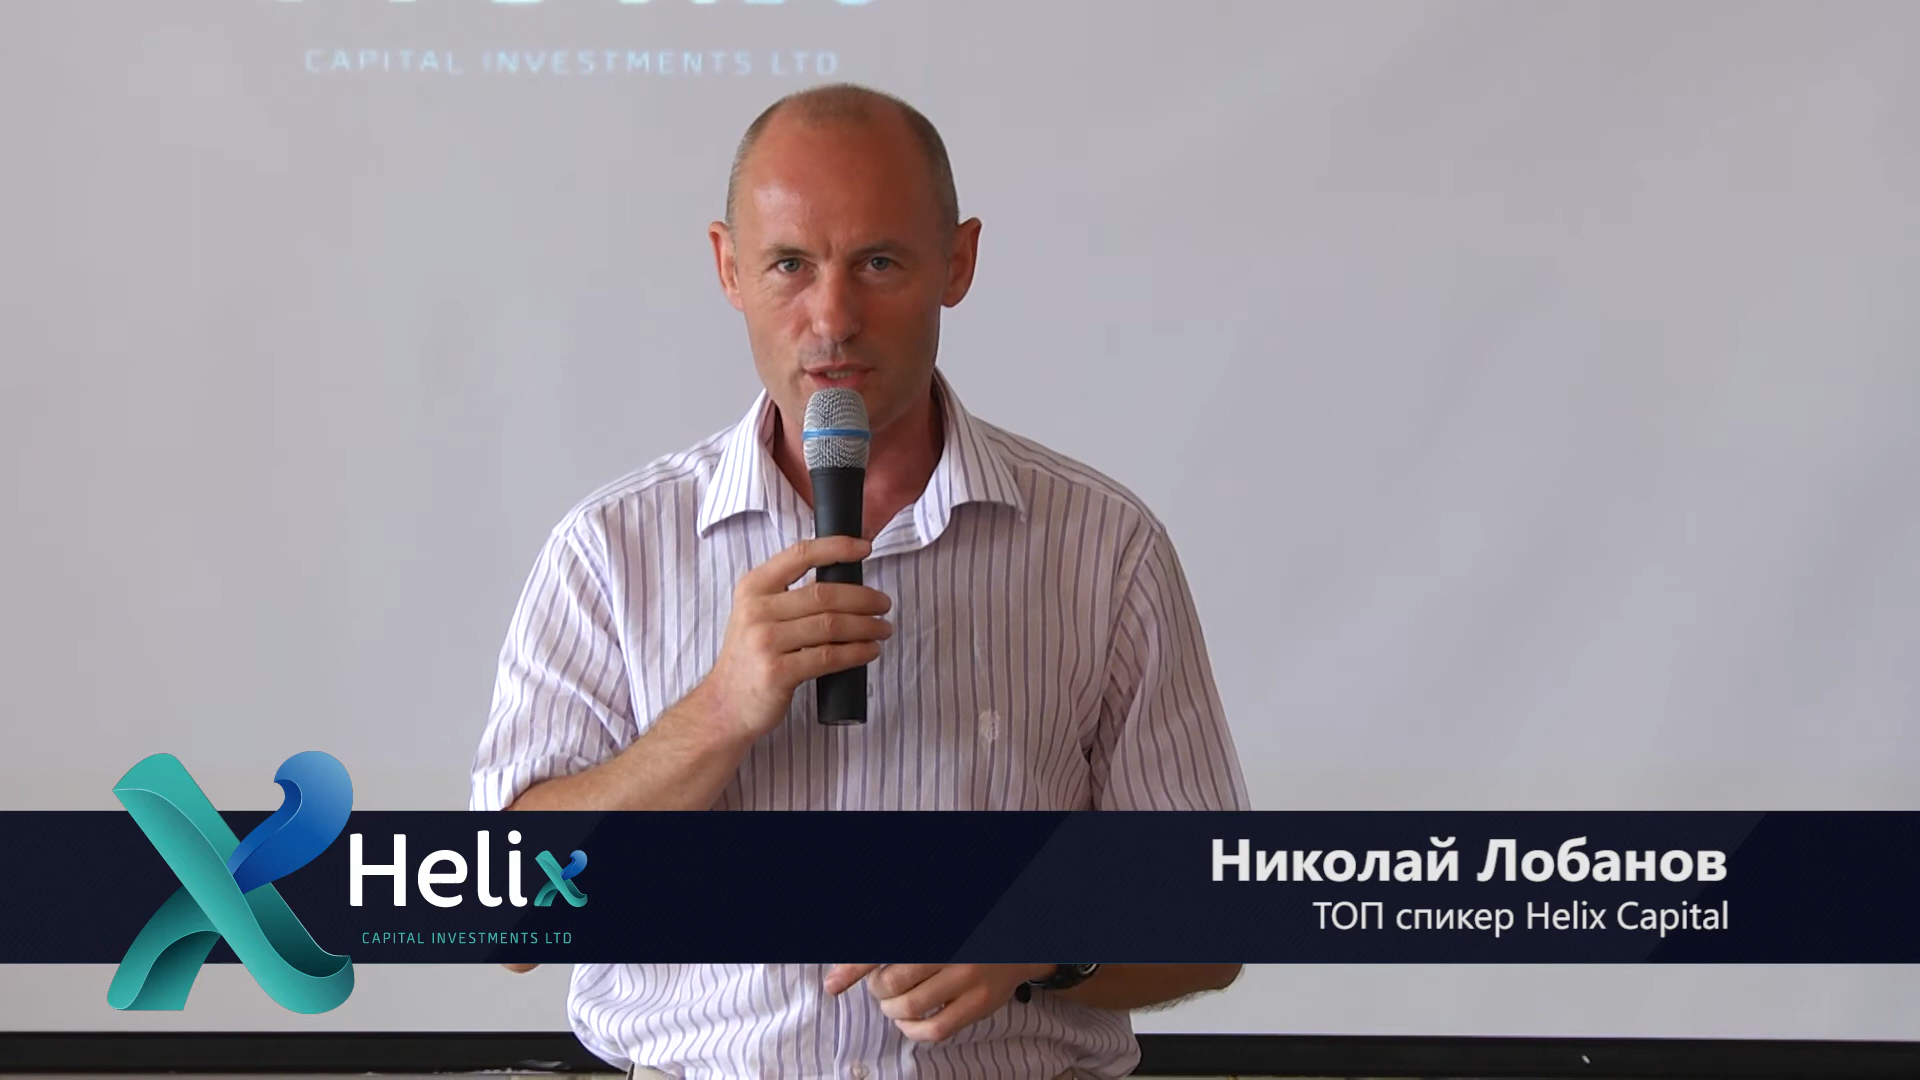 CAPITAL INVESTMENTS LTD
Helix
CAPITAL INVESTMENTS LTD
Николай Лобанов
ТОП спикер Helix Capital